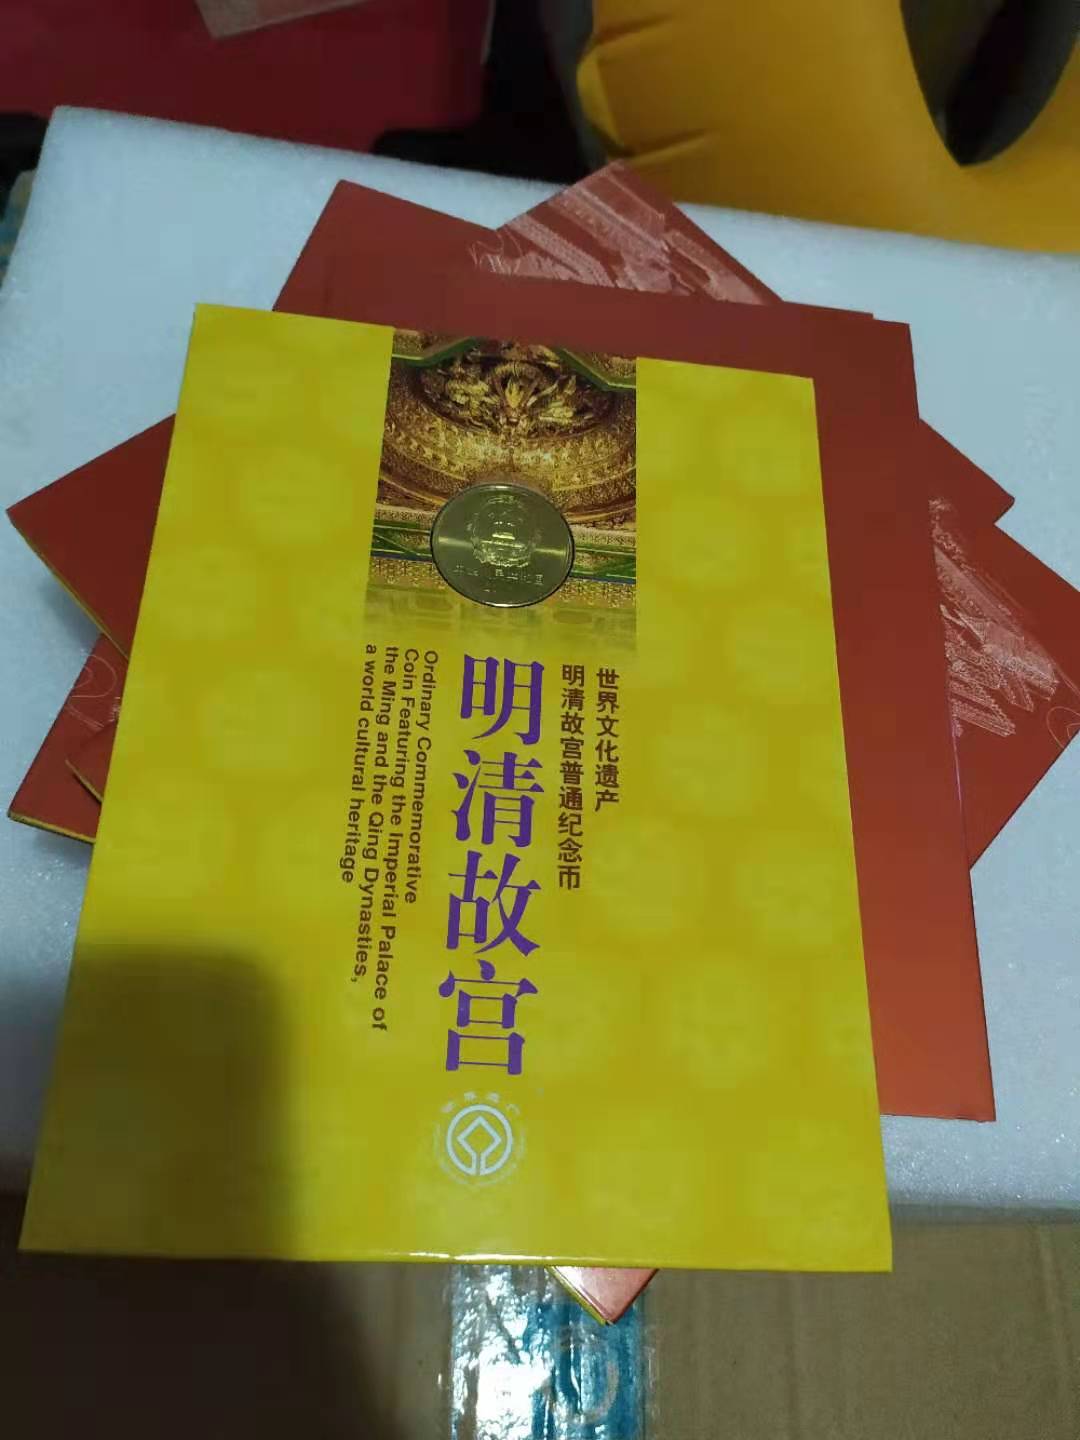 世界文化遗产
明清故宫普通纪念币
明清故宫
Ordinary Commemorative
Coin Featuring the Imperial Palace of
the Ming and the Qing Dynasties,
a world cultural heritage